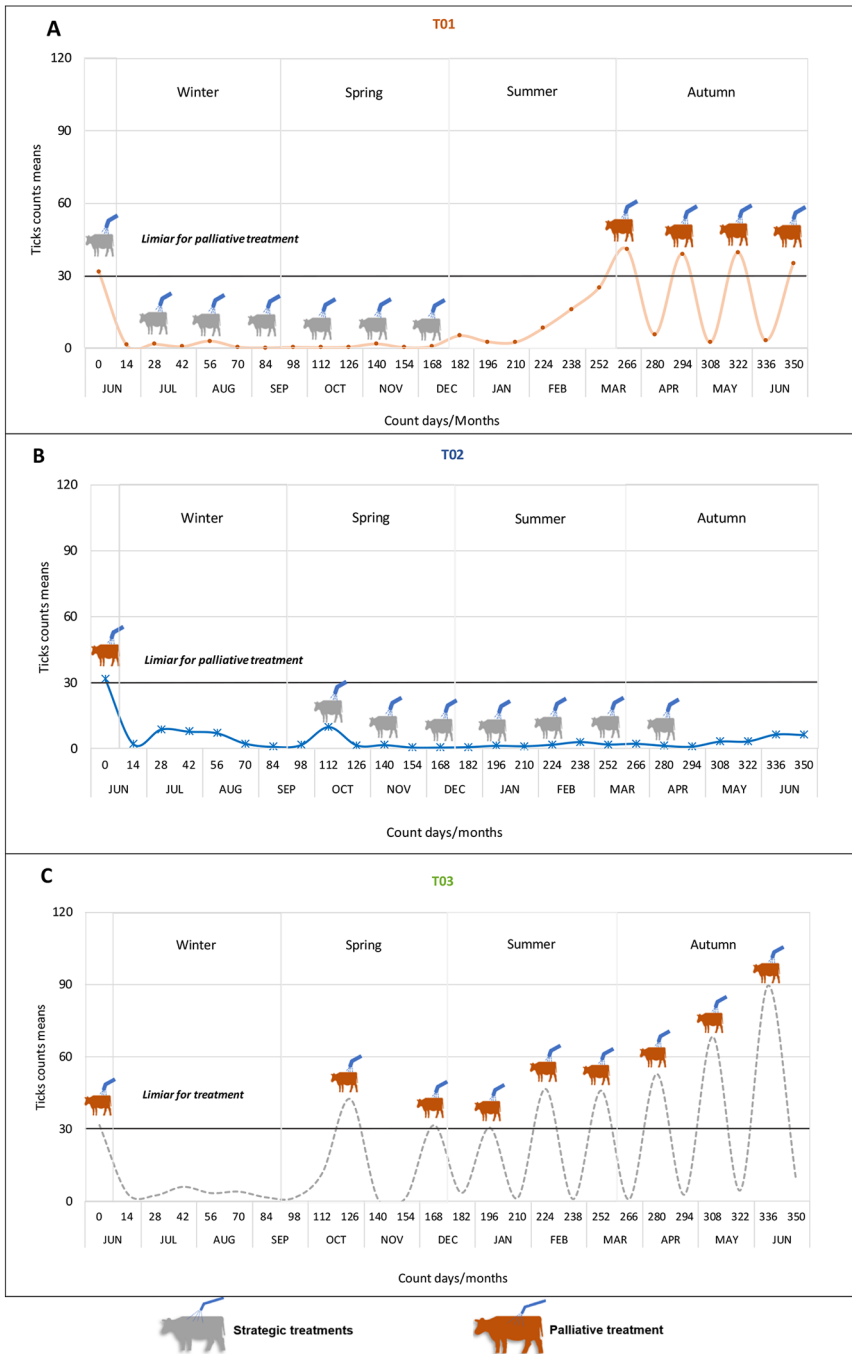 A
T01
120
Winter Spring Summer Autumn
90
Ticks counts means
60
Limiar for palliative treatment
30
0
0 14 28 42 56 70 84 98 112 126 140 154 168 182 196 210 224 238 252 266 280 294 308 322 336 350
JUN JUL AUG SEP OCT NOV DEC JAN FEB MAR APR MAY JUN
Count days/Months
B
T02
120
Winter Spring Summer Autumn
90
Ticks counts means
60
Limiar for palliative treatment
30
0
0 14 28 42 56 70 84 98 112 126 140 154 168 182 196 210 224 238 252 266 280 294 308 322 336 350
JUN JUL AUG SEP OCT NOV DEC JAN FEB MAR APR MAY JUN
Count days/months
C
T03
120
Winter Spring Summer Autumn
90
Ticks counts means
60
Limiar for treatment
30
0
0 14 28 42 56 70 84 98 112 126 140 154 168 182 196 210 224 238 252 266 280 294 308 322 336 350
JUN JUL AUG SEP OCT NOV DEC JAN FEB MAR APR MAY JUN
Count days/months
Strategic treatments Palliative treatment